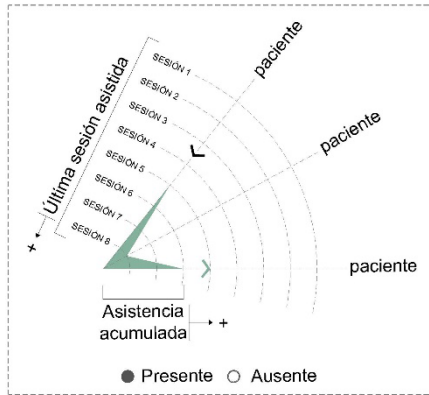 Última sesión asistida
+
SESIÓN 1
SESIÓN 2
SESIÓN 3
SESIÓN 4
SESIÓN 5
SESIÓN 6
SESIÓN 7
SESIÓN 8
paciente
paciente
paciente
Asistencia
acumulada
+
Presente
Ausente